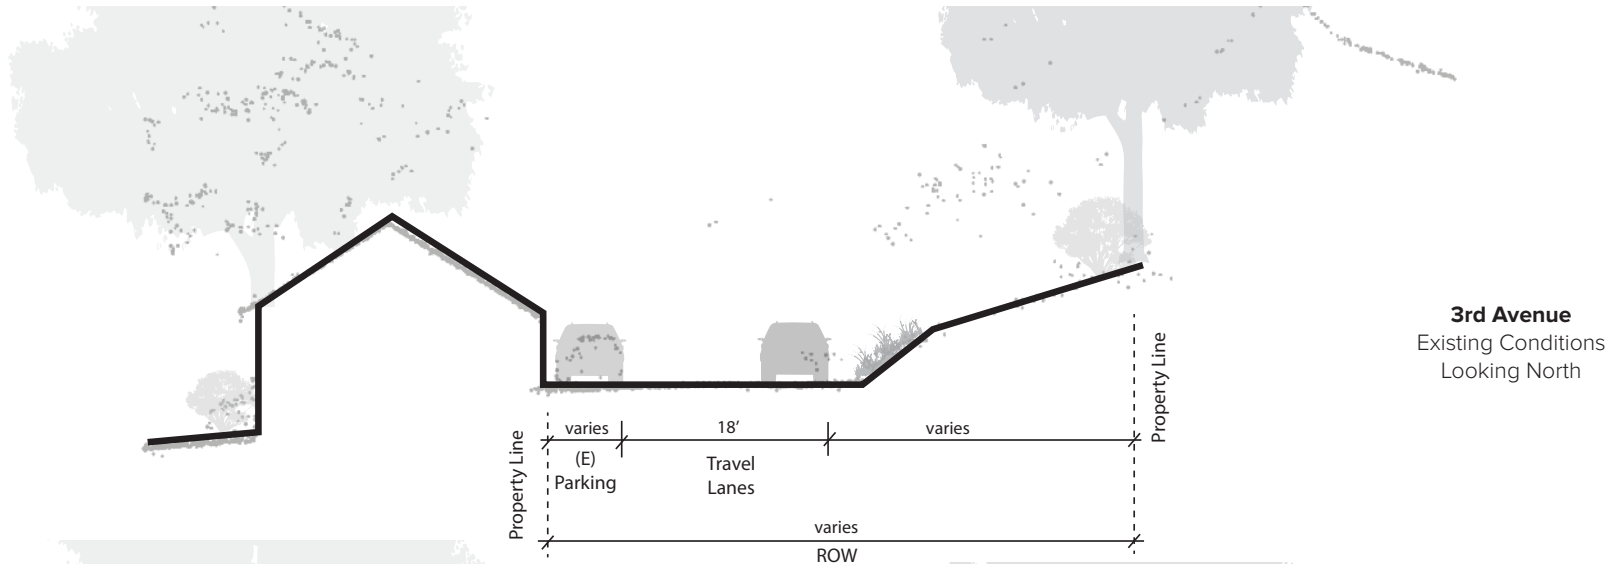 3rd Avenue
Existing Conditions
Looking North
Property Line
Property Line
varies
18’
varies
(E)
Parking
Travel
Lanes
varies
ROW